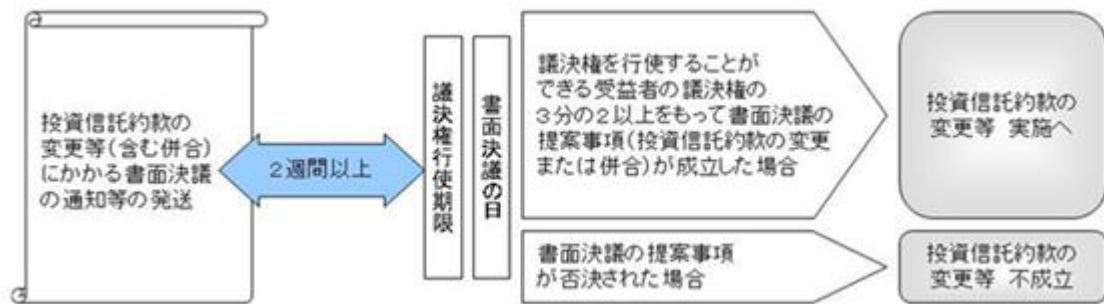 投資信託約款の
変更等(含む併合)
にかかる書面決議
の通知等の発送
2週間以上
議決権行使期限
書面決議の日
議決権を行使することが
できる受益者の議決権の
3分の2以上をもって書面決議の
提案事項(投資信託約款の変更
または併合)が成立した場合
投資信託約款の
変更等 実施へ
書面決議の提案事項
が否決された場合
投資信託約款の
変更等 不成立